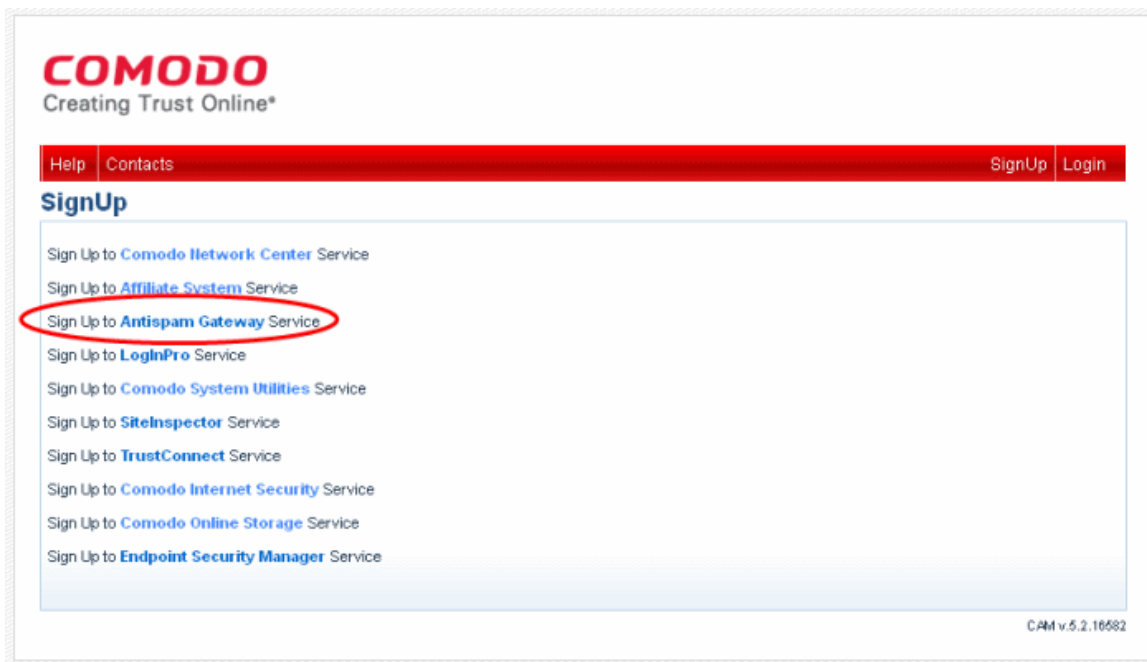 COMODO
Creating Trust Online®
Help Contacts SignUp Login
SignUp
Sign Up to Comodo Network Center Service
Sign Up to Affiliate System Service
Sign Up to Antispam Gateway Service
Sign Up to LogInPro Service
Sign Up to Comodo System Utilities Service
Sign Up to SiteInspector Service
Sign Up to TrustConnect Service
Sign Up to Comodo Internet Security Service
Sign Up to Comodo Online Storage Service
Sign Up to Endpoint Security Manager Service
CAM v.5.2.16582